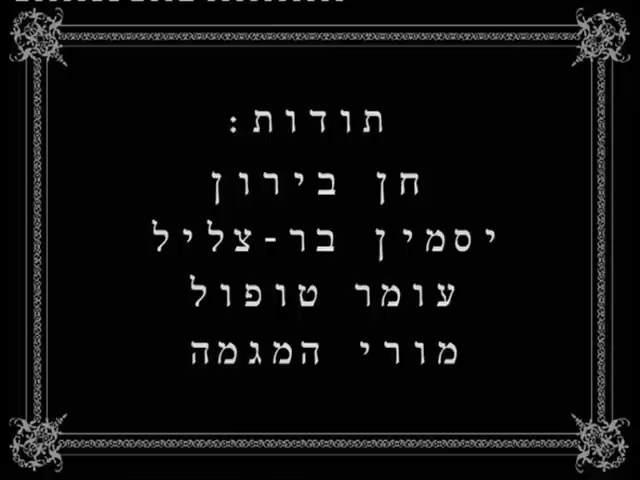 תודות:
חן בירון
יסמין בר-צליל
עומר טופול
מורי המגמה